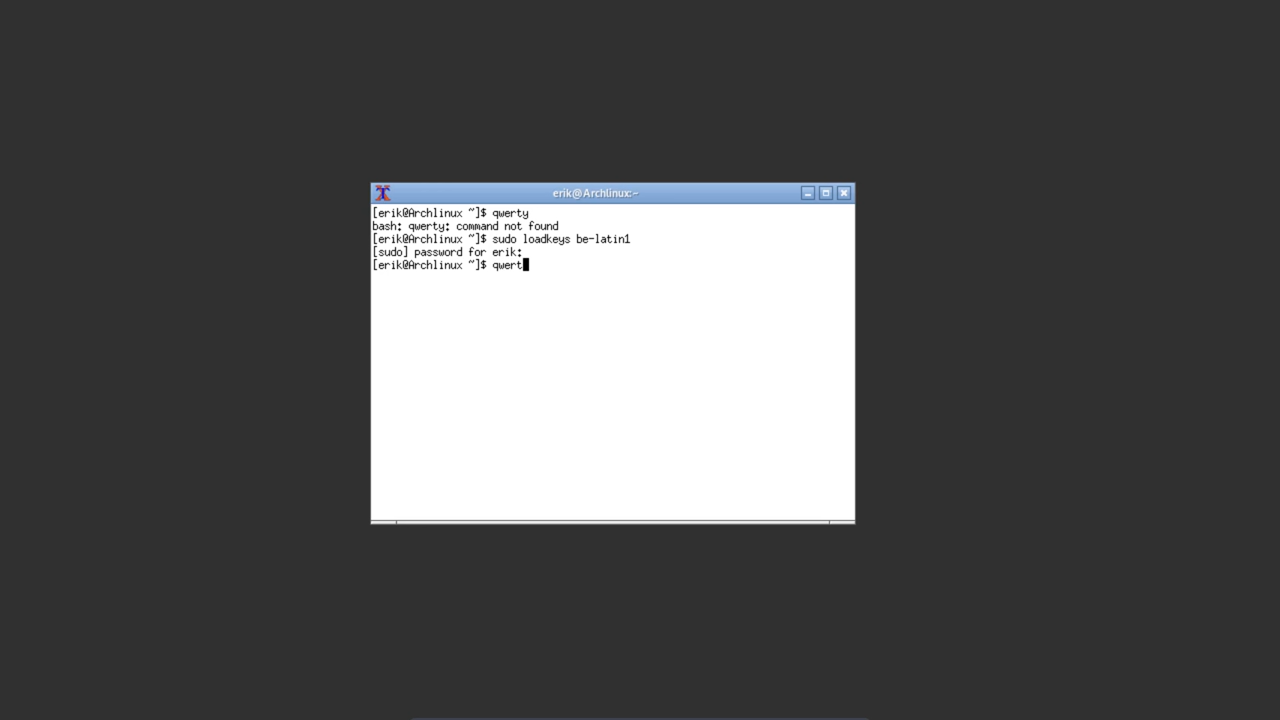 erik@Archlinux:~
[erik@Archlinux ~]$ qwerty
bash: qwerty: command not found
[erik@Archlinux ~]$ sudo loadkeys be-latin1
[sudo] password for erik:
[erik@Archlinux ~]$ qwert